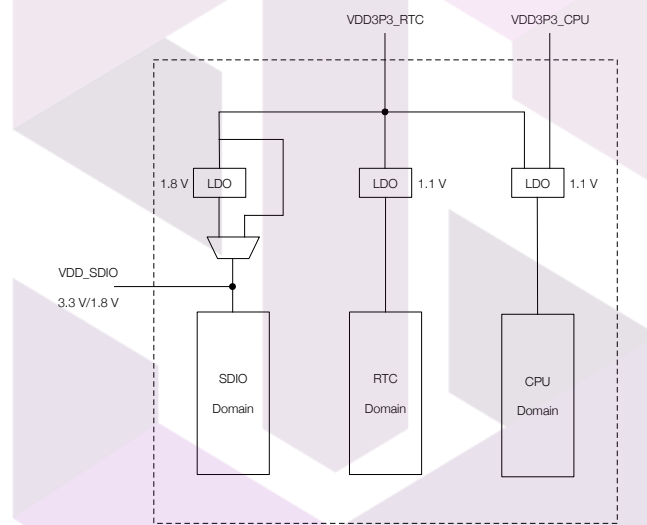 VDD3P3_RTC
VDD3P3_CPU
1.8 V
LDO
LDO
1.1 V
LDO
1.1 V
VDD_SDIO
3.3 V/1.8 V
SDIO
Domain
RTC
Domain
CPU
Domain